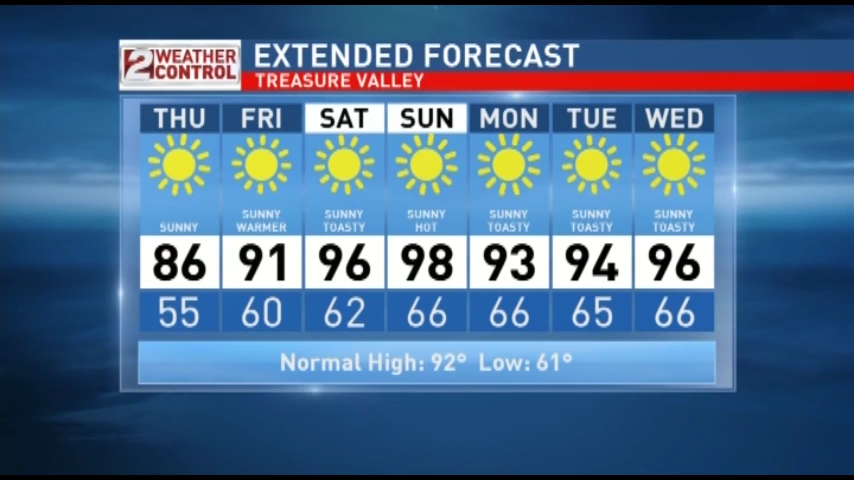 2 WEATHER CONTROL
EXTENDED FORECAST
TREASURE VALLEY
THU FRI SAT SUN MON TUE WED
SUNNY
SUNNY WARMER
SUNNY TOASTY
SUNNY HOT
SUNNY TOASTY
SUNNY TOASTY
SUNNY TOASTY
86 91 96 98 93 94 96
55 60 62 66 66 65 66
Normal High: 92° Low: 61°